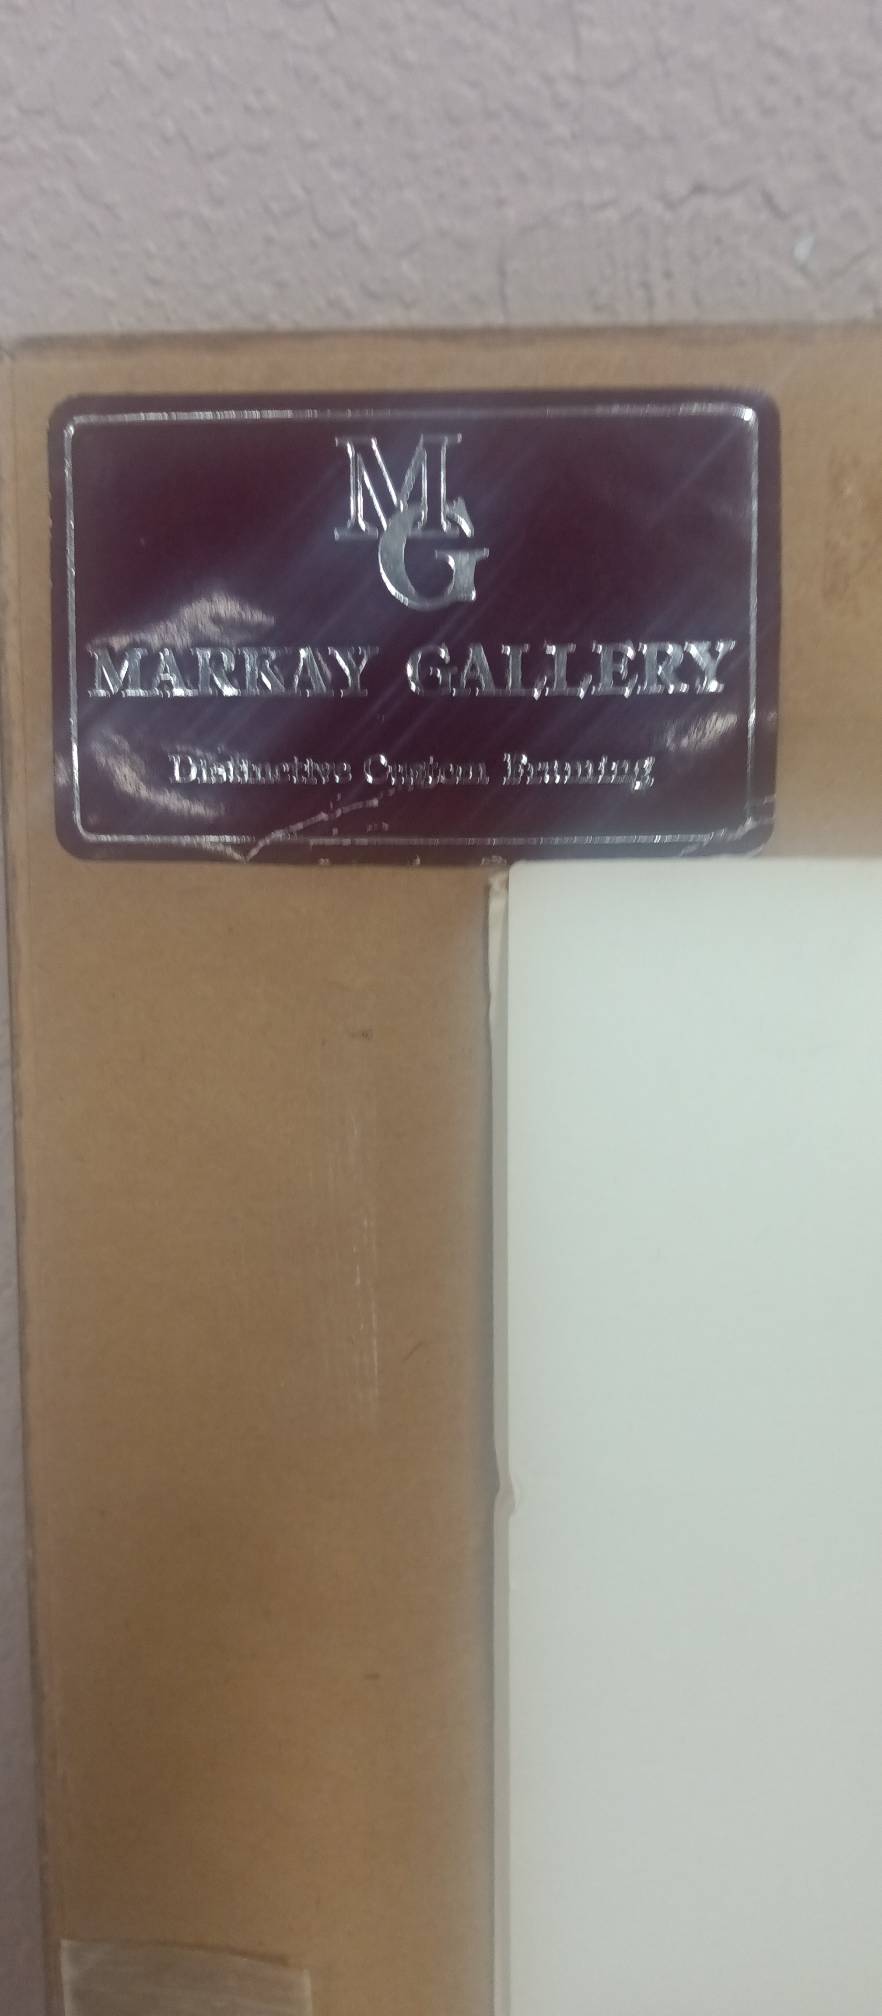 MG
MARKAY GALLERY
Distinctive Custom Framing